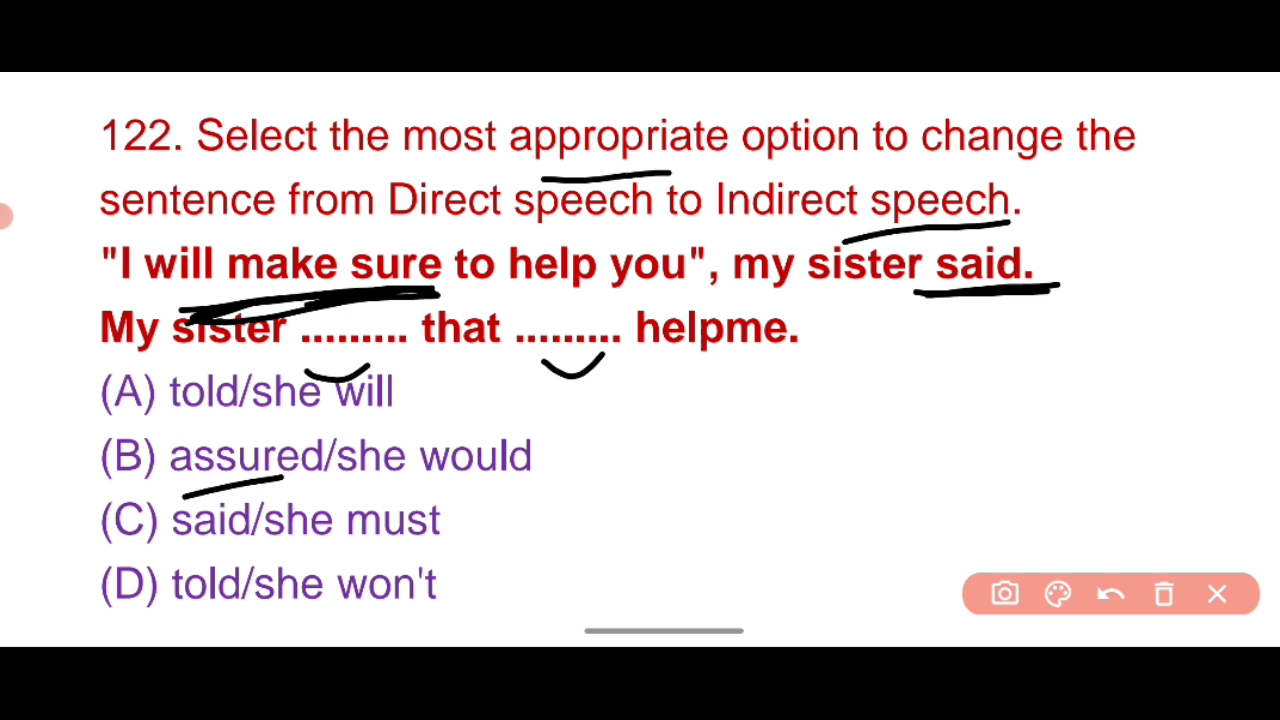 122. Select the most appropriate option to change the
sentence from Direct speech to Indirect speech.
"I will make sure to help you", my sister said.
My sister ......... that ......... helpme.
(A) told/she will
(B) assured/she would
(C) said/she must
(D) told/she won't